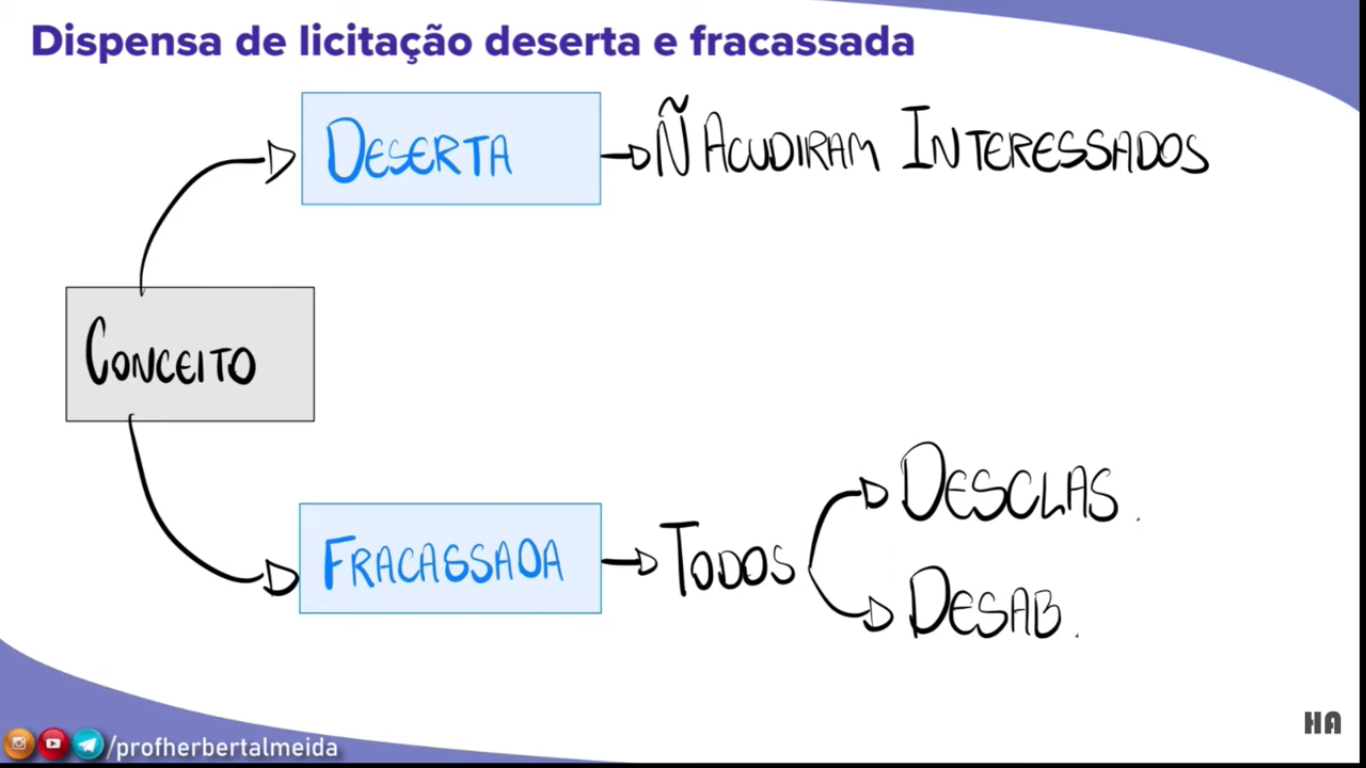 Dispensa de licitação deserta e fracassada
DESERTA
Ñ ACUDIRAM INTERESSADOS
CONCEITO
DESCLAS.
FRACASSADA
TODOS
DESAB.
/profherbertalmeida
HA